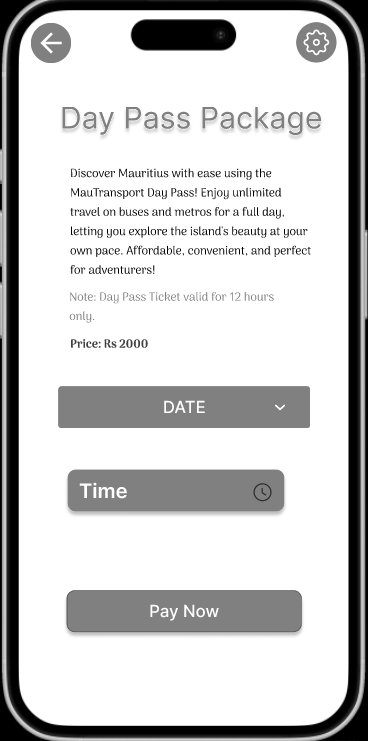 Day Pass Package
Discover Mauritius with ease using the
MauTransport Day Pass! Enjoy unlimited
travel on buses and metros for a full day,
letting you explore the island's beauty at your
own pace. Affordable, convenient, and perfect
for adventurers!
Note: Day Pass Ticket valid for 12 hours
only.
Price: Rs 2000
DATE
Time
Pay Now